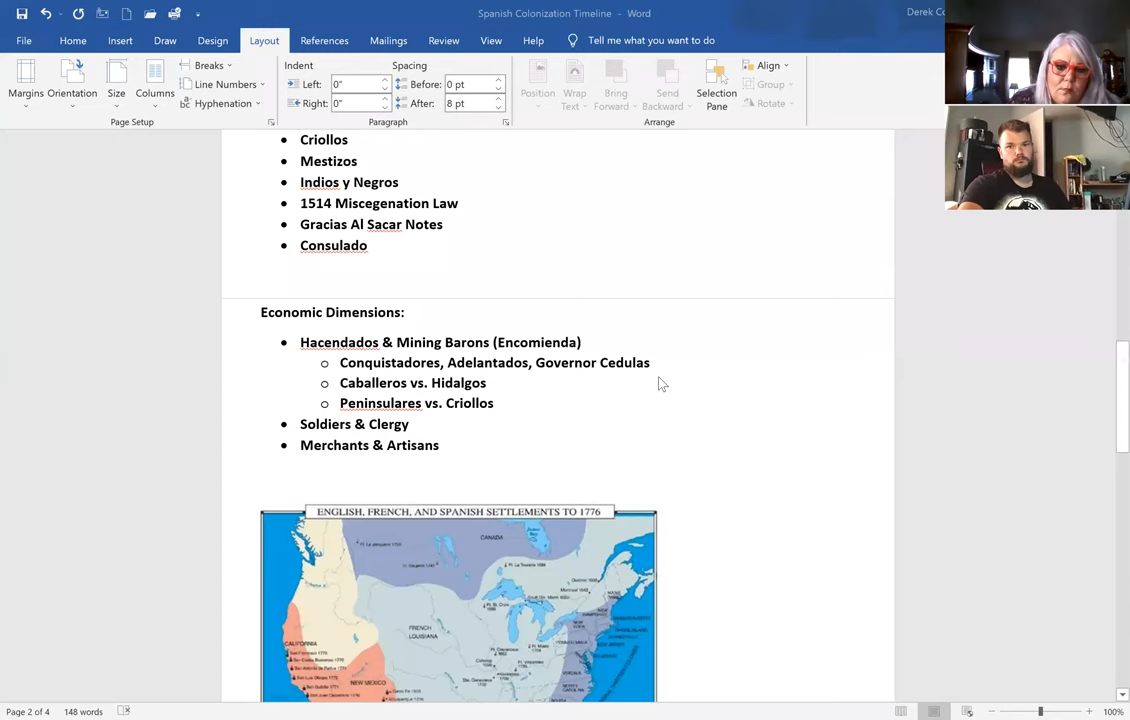 Spanish Colonization Timeline - Word
Derek Co
File Home Insert Draw Design Layout References Mailings Review View Help Tell me what you want to do
Margins Orientation Size Columns
Breaks
Line Numbers
Hyphenation
Page Setup
Indent
Left: 0"
Right: 0"
Spacing
Before: 0 pt
After: 8 pt
Paragraph
Position Wrap Text Bring Forward Send Backward Selection Pane
Align
Group
Rotate
Arrange
• Criollos
• Mestizos
• Indios y Negros
• 1514 Miscegenation Law
• Gracias Al Sacar Notes
• Consulado
Economic Dimensions:
• Hacendados & Mining Barons (Encomienda)
o Conquistadores, Adelantados, Governor Cedulas
o Caballeros vs. Hidalgos
o Peninsulares vs. Criollos
• Soldiers & Clergy
• Merchants & Artisans
ENGLISH, FRENCH, AND SPANISH SETTLEMENTS TO 1776
CANADA
FRENCH
LOUISIANA
CALIFORNIA
NEW MEXICO
Page 2 of 4 148 words 100%